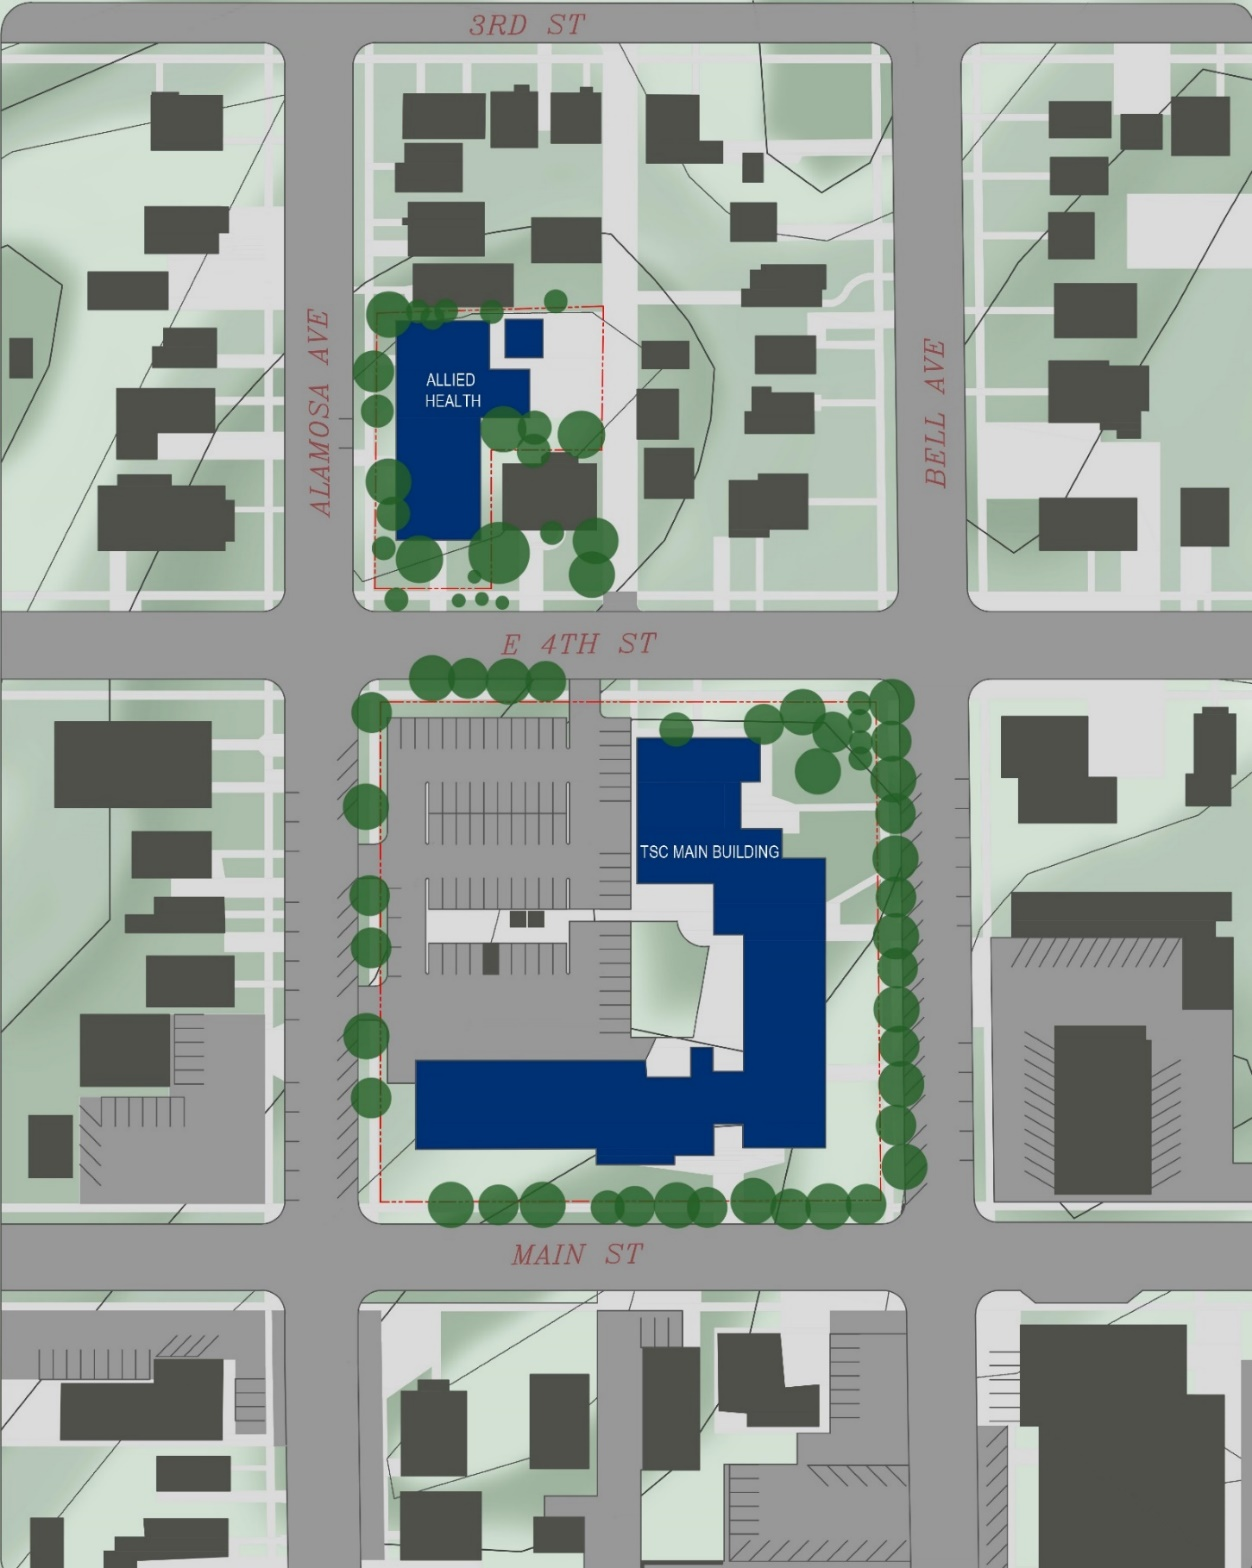 3RD ST
ALAMOSA AVE
ALLIED
HEALTH
BELL AVE
E 4TH ST
TSC MAIN BUILDING
MAIN ST